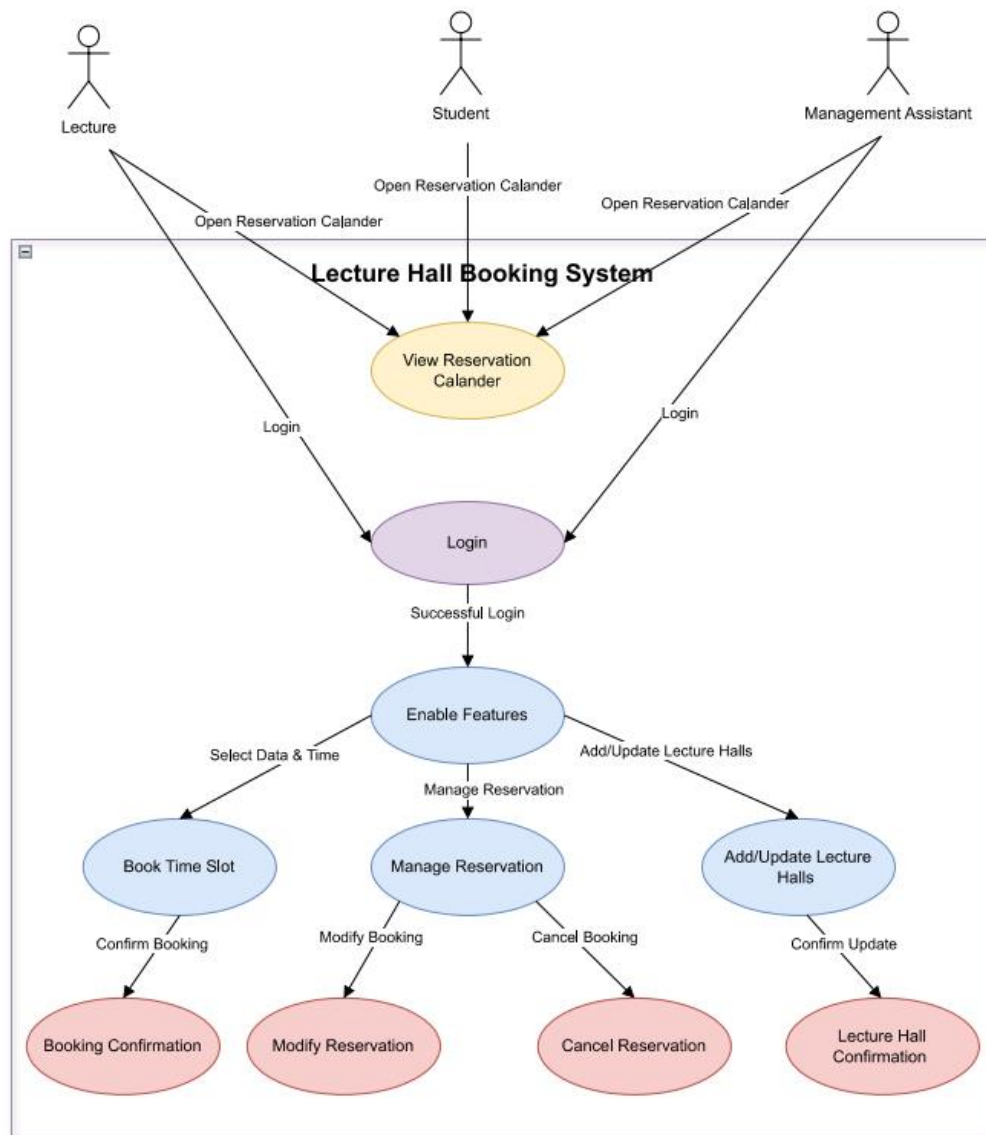 Lecture
Student
Management Assistant
Open Reservation Calander
Open Reservation Calander
Open Reservation Calander
Lecture Hall Booking System
View Reservation
Calander
Login
Login
Login
Successful Login
Enable Features
Select Data & Time
Manage Reservation
Add/Update Lecture Halls
Book Time Slot
Manage Reservation
Add/Update Lecture
Halls
Confirm Booking
Modify Booking
Cancel Booking
Confirm Update
Booking Confirmation
Modify Reservation
Cancel Reservation
Lecture Hall
Confirmation